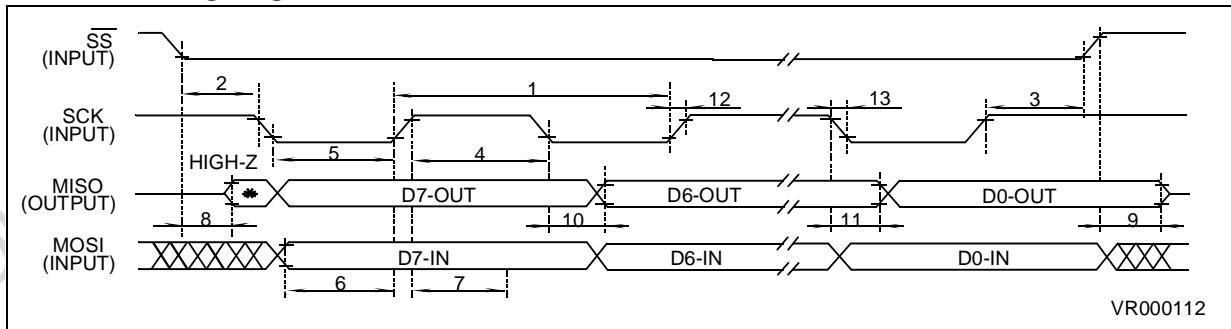 SS
(INPUT)
2
1
12
13
3
SCK
(INPUT)
5
4
HIGH-Z
MISO
(OUTPUT)
D7-OUT
D6-OUT
D0-OUT
8
10
11
9
MOSI
(INPUT)
D7-IN
D6-IN
D0-IN
6
7
VR000112